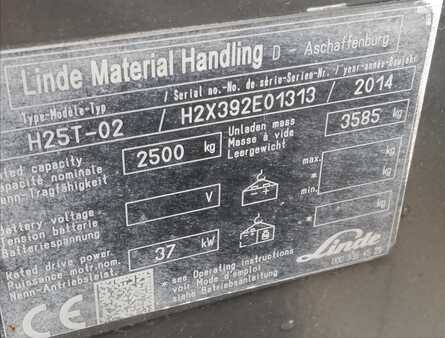 Linde Material Handling D - Aschaffenburg
Type-Modèle-Typ / Serial no.-No de série-Serien-Nr. / year-année-Baujahr
H25T-02 / H2X392E01313 / 2014
Rated capacity
Capacité nominale
Nenn-Tragfähigkeit
2500 kg
Unladen mass
Masse à vide
Leergewicht
3585 kg
Battery voltage
Tension batterie
Batteriespannung
V
max.
* kg
min.
* kg
Rated drive power
Puissance motr.nom.
Nenn-Antriebsleist.
37 kW
* kg
* see Operating instructions
voir Mode d'emploi
siehe Betriebsanleitung
Linde
CE